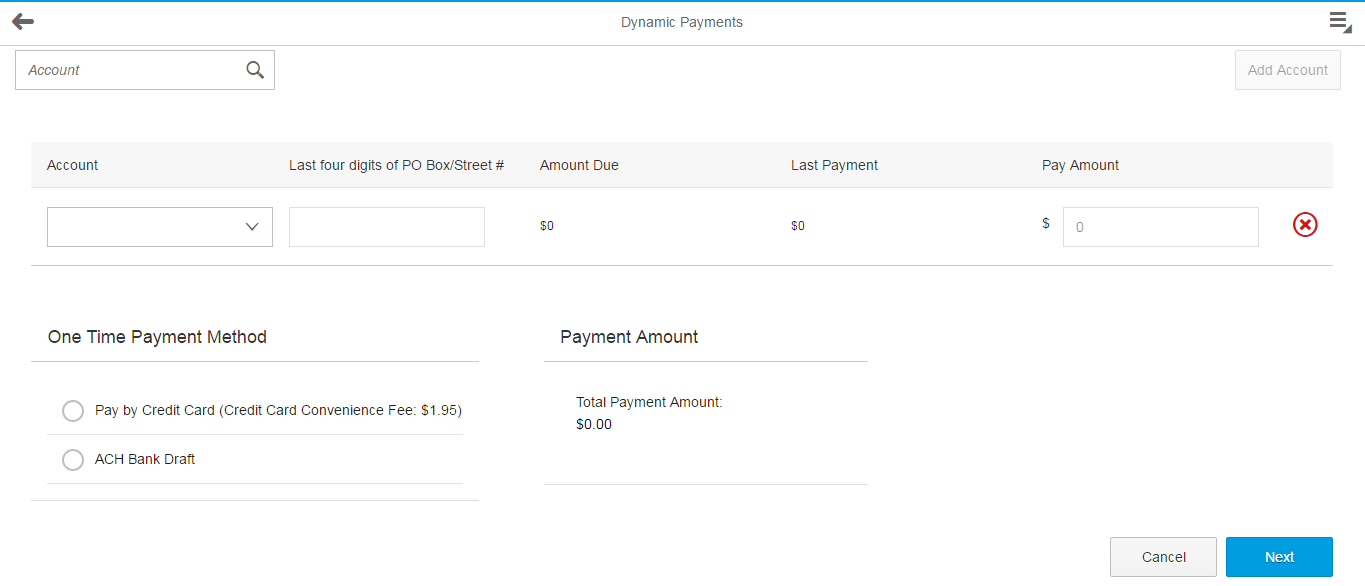 Dynamic Payments
Account
Add Account
Account Last four digits of PO Box/Street # Amount Due Last Payment Pay Amount
$0 $0 $ 0
One Time Payment Method
Pay by Credit Card (Credit Card Convenience Fee: $1.95)
ACH Bank Draft
Payment Amount
Total Payment Amount:
$0.00
Cancel
Next